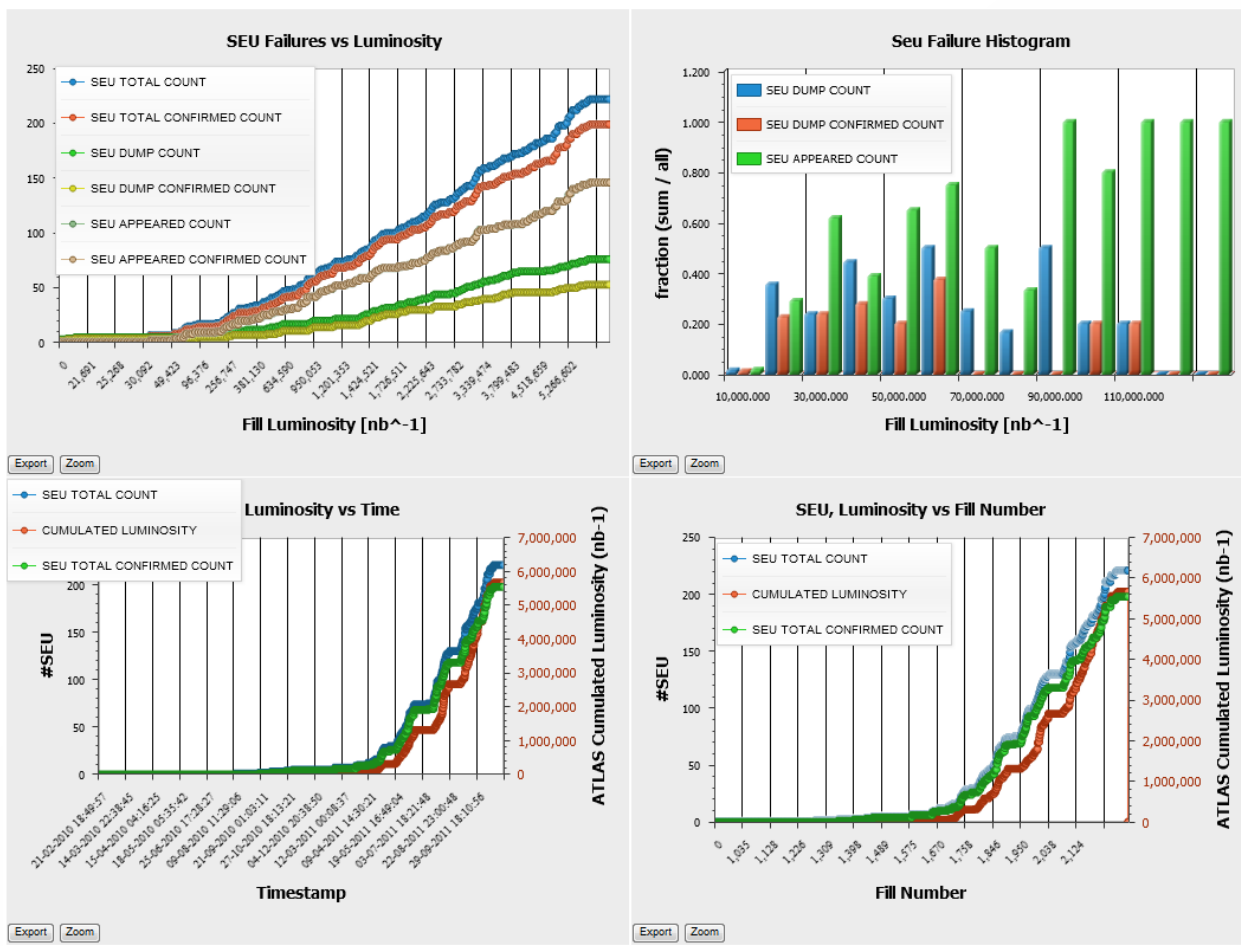 SEU Failures vs Luminosity
250
200
150
100
50
0
SEU TOTAL COUNT
SEU TOTAL CONFIRMED COUNT
SEU DUMP COUNT
SEU DUMP CONFIRMED COUNT
SEU APPEARED COUNT
SEU APPEARED CONFIRMED COUNT
0
21,691
25,268
30,092
49,423
96,376
256,747
381,130
634,590
950,053
1,201,353
1,424,521
1,726,511
2,225,643
2,733,782
3,339,474
3,799,483
4,518,659
5,266,602
Fill Luminosity [nb^-1]
Export Zoom
Seu Failure Histogram
fraction (sum / all)
1.200
1.000
0.800
0.600
0.400
0.200
0.000
SEU DUMP COUNT
SEU DUMP CONFIRMED COUNT
SEU APPEARED COUNT
10,000.000 30,000.000 50,000.000 70,000.000 90,000.000 110,000.000
Fill Luminosity [nb^-1]
Export Zoom
Luminosity vs Time
SEU TOTAL COUNT
CUMULATED LUMINOSITY
SEU TOTAL CONFIRMED COUNT
#SEU
200
150
100
50
0
7,000,000
6,000,000
5,000,000
4,000,000
3,000,000
2,000,000
1,000,000
0
ATLAS Cumulated Luminosity (nb-1)
21-02-2010 18:49:57
14-03-2010 22:38:45
15-04-2010 04:16:25
18-05-2010 05:35:42
25-06-2010 17:28:27
09-08-2010 11:29:06
21-09-2010 01:03:11
27-10-2010 18:13:21
04-12-2010 20:38:50
12-03-2011 00:08:37
09-04-2011 14:30:21
19-05-2011 16:49:04
03-07-2011 18:21:48
22-08-2011 23:00:48
29-09-2011 18:10:56
Timestamp
Export Zoom
SEU, Luminosity vs Fill Number
#SEU
250
200
150
100
50
0
SEU TOTAL COUNT
CUMULATED LUMINOSITY
SEU TOTAL CONFIRMED COUNT
7,000,000
6,000,000
5,000,000
4,000,000
3,000,000
2,000,000
1,000,000
0
ATLAS Cumulated Luminosity (nb-1)
0
1,035
1,128
1,226
1,309
1,398
1,489
1,575
1,670
1,758
1,846
1,950
2,038
2,124
Fill Number
Export Zoom